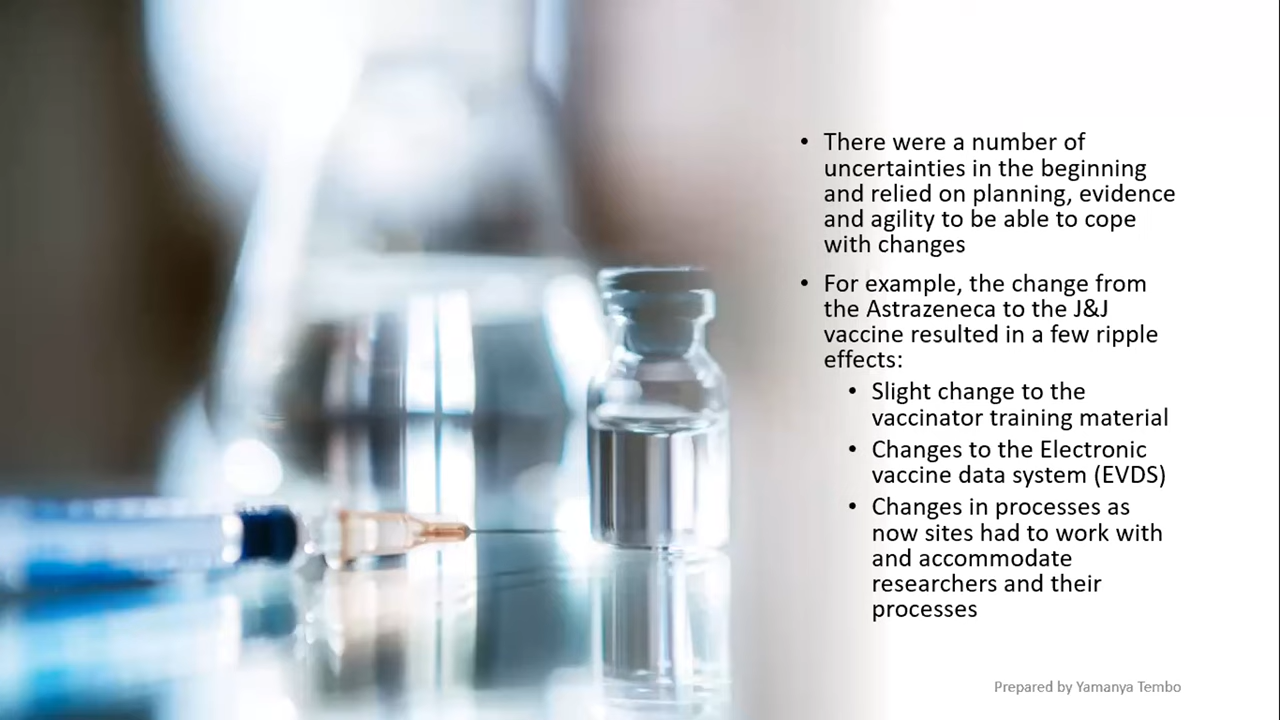 • There were a number of
uncertainties in the beginning
and relied on planning, evidence
and agility to be able to cope
with changes
• For example, the change from
the Astrazeneca to the J&J
vaccine resulted in a few ripple
effects:
• Slight change to the
vaccinator training material
• Changes to the Electronic
vaccine data system (EVDS)
• Changes in processes as
now sites had to work with
and accommodate
researchers and their
processes
Prepared by Yamanya Tembo